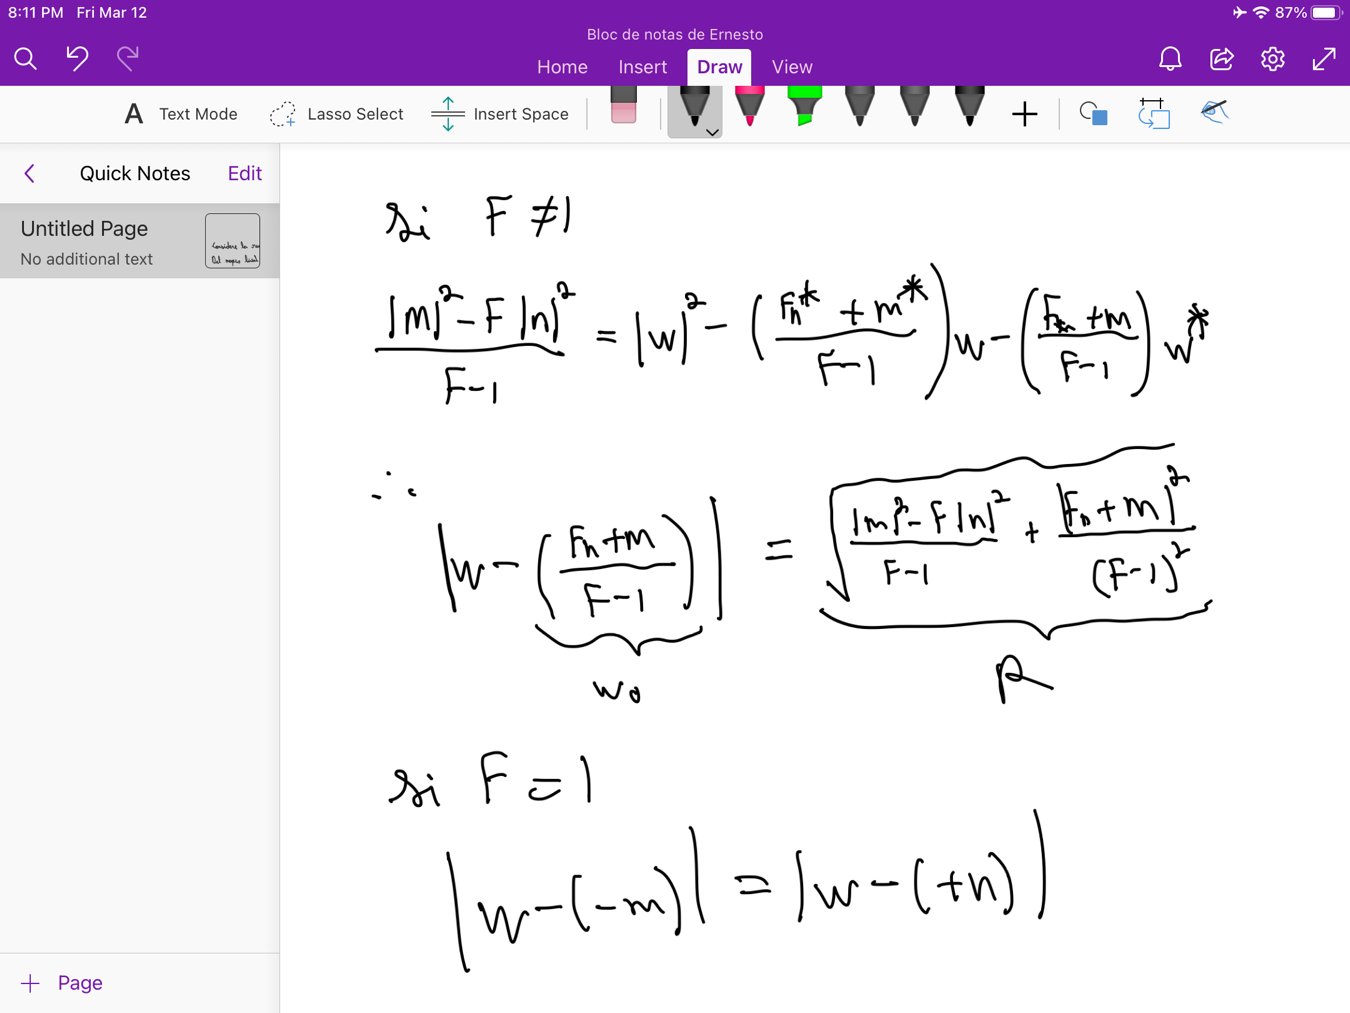 8:11 PM Fri Mar 12
87%
Bloc de notas de Ernesto
Home Insert Draw View
A Text Mode Lasso Select Insert Space
Quick Notes Edit
Untitled Page
No additional text
+ Page
si F ≠ 1
(|m|² - F|n|²)/(F-1) = |w|² - ((Fn* + m*)/(F-1)) w - ((Fn + m)/(F-1)) w*
∴ |w - ((Fn + m)/(F-1))| = √((|m|² - F|n|²)/(F-1) + |Fn + m|²/(F-1)²)
w₀ R
si F = 1
|w - (-m)| = |w - (+n)|